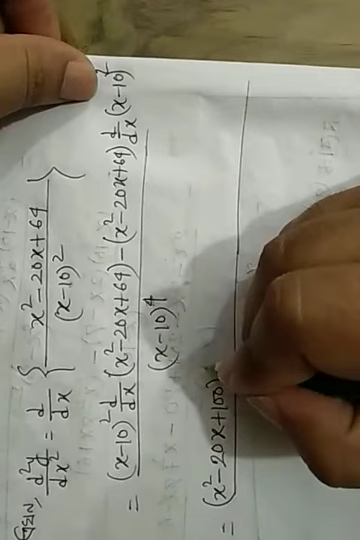 d²y/dx² = d/dx { x²-20x+64 / (x-10)² }
= (x-10)² d/dx (x²-20x+64) - (x²-20x+64) d/dx (x-10)² / (x-10)⁴
= (x²-20x+100)